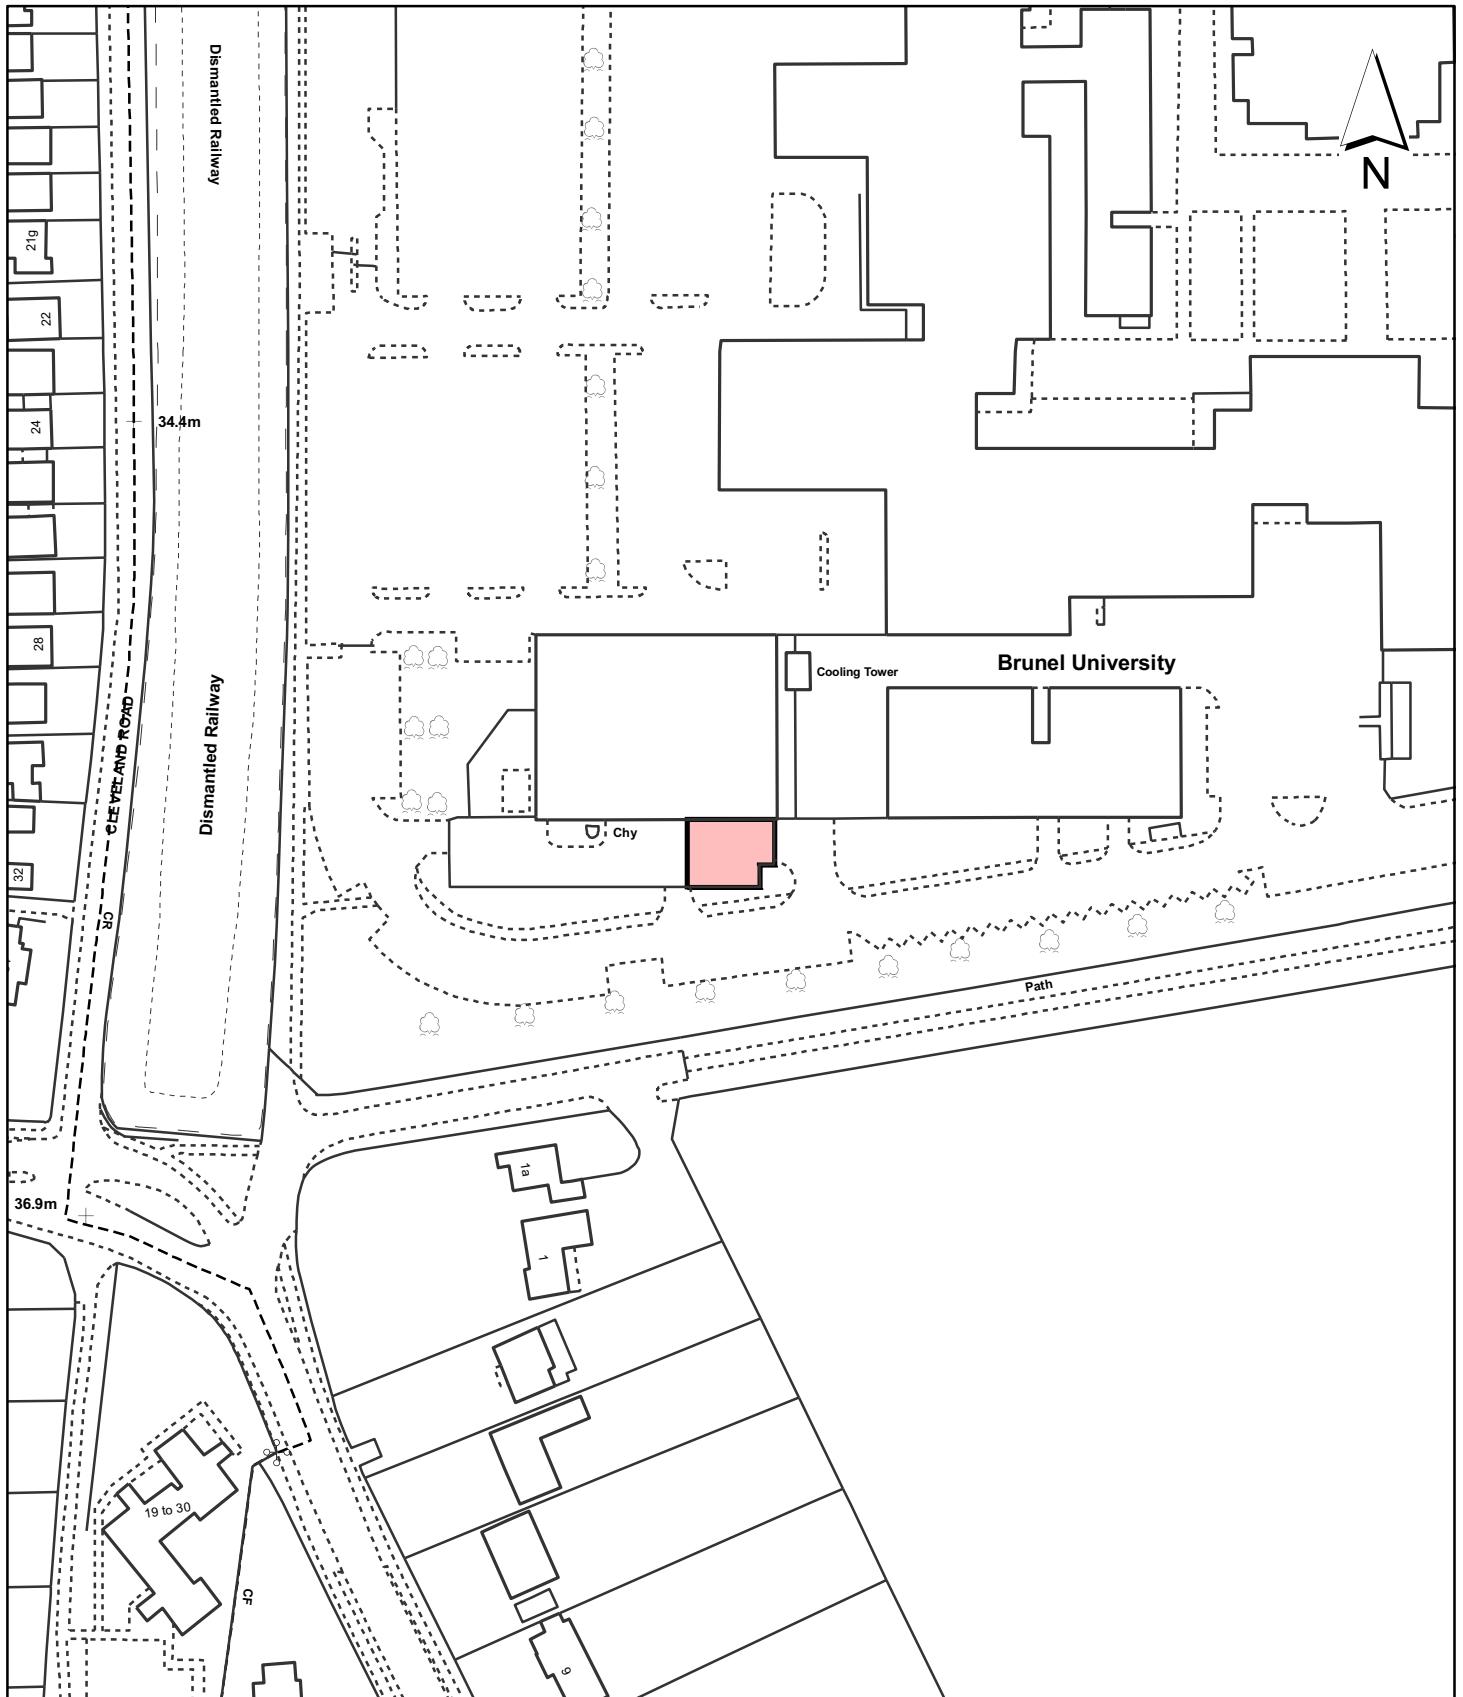 Dismantled Railway
N
21g
22
24
34.4m
28
Brunel University
Cooling Tower
CLEVELAND ROAD
Dismantled Railway
Chy
32
CR
Path
1a
36.9m
1
19 to 30
CF
9